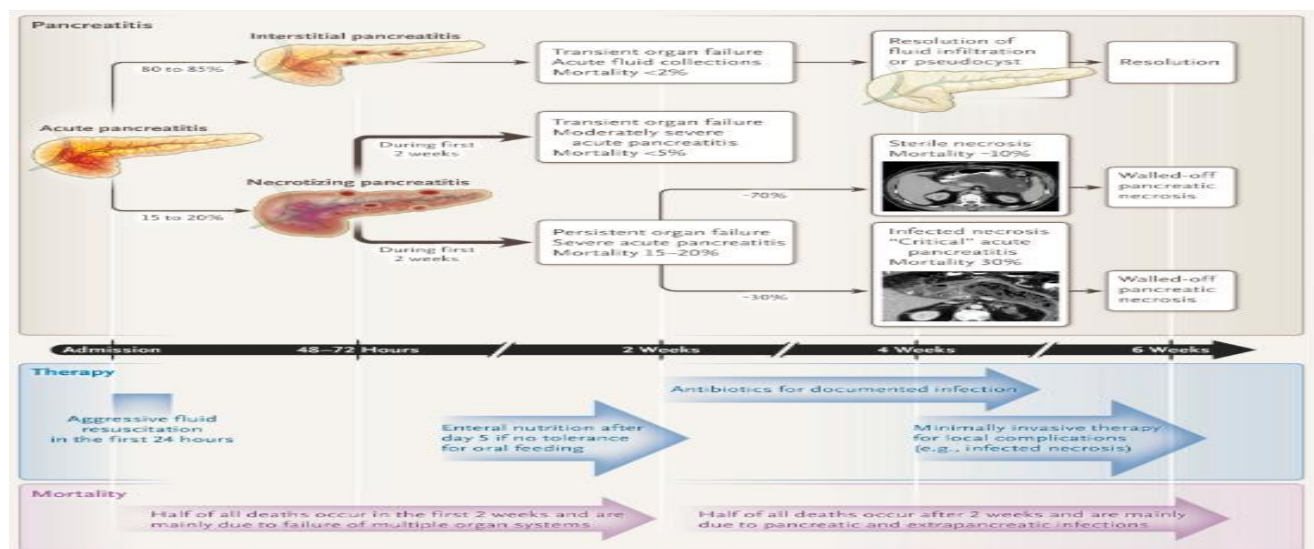 Pancreatitis
Interstitial pancreatitis
80 to 85%
Transient organ failure
Acute fluid collections
Mortality <2%
Resolution of
fluid infiltration
or pseudocyst
Resolution
Acute pancreatitis
During first
2 weeks
Transient organ failure
Moderately severe
acute pancreatitis
Mortality <5%
Necrotizing pancreatitis
15 to 20%
During first
2 weeks
Persistent organ failure
Severe acute pancreatitis
Mortality 15–20%
~70%
Sterile necrosis
Mortality ~10%
Walled-off
pancreatic
necrosis
~30%
Infected necrosis
“Critical” acute
pancreatitis
Mortality 30%
Walled-off
pancreatic
necrosis
Admission
48–72 Hours
2 Weeks
4 Weeks
6 Weeks
Therapy
Aggressive fluid
resuscitation
in the first 24 hours
Enteral nutrition after
day 5 if no tolerance
for oral feeding
Antibiotics for documented infection
Minimally invasive therapy
for local complications
(e.g., infected necrosis)
Mortality
Half of all deaths occur in the first 2 weeks and are
mainly due to failure of multiple organ systems
Half of all deaths occur after 2 weeks and are mainly
due to pancreatic and extrapancreatic infections